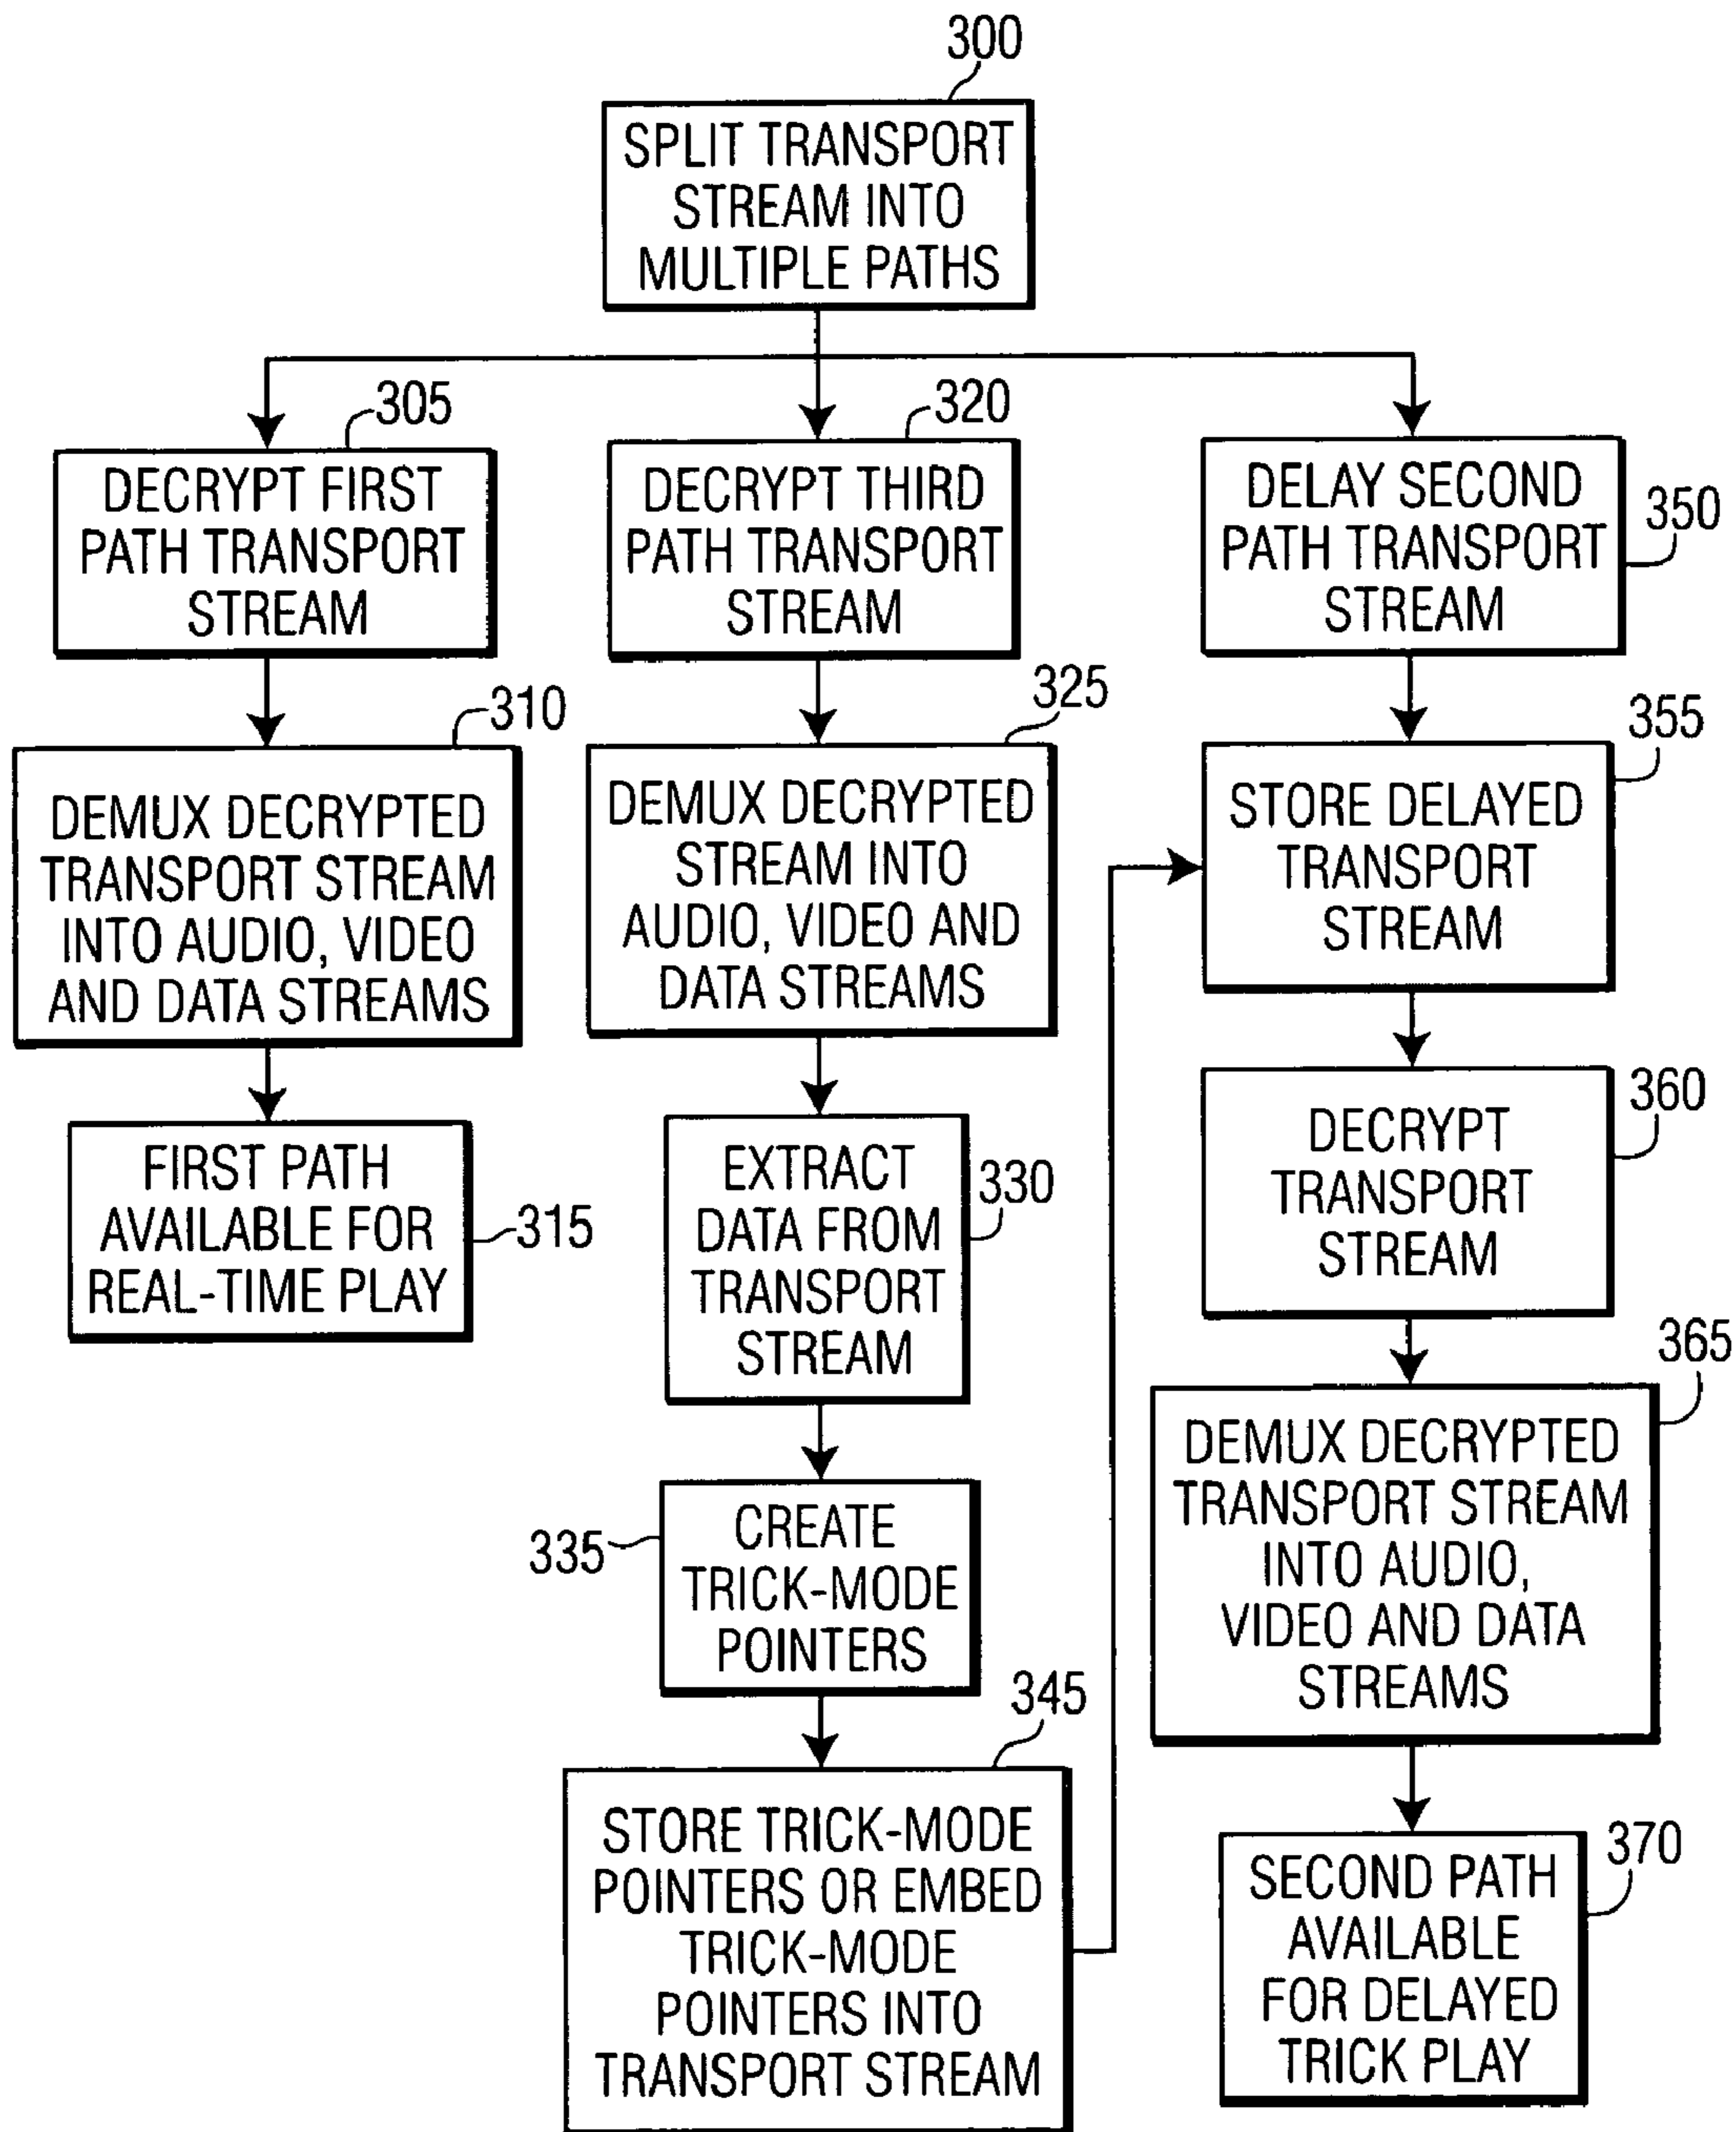 300
SPLIT TRANSPORT
STREAM INTO
MULTIPLE PATHS
305
DECRYPT FIRST
PATH TRANSPORT
STREAM
310
DEMUX DECRYPTED
TRANSPORT STREAM
INTO AUDIO, VIDEO
AND DATA STREAMS
FIRST PATH
AVAILABLE FOR
REAL-TIME PLAY
315
320
DECRYPT THIRD
PATH TRANSPORT
STREAM
325
DEMUX DECRYPTED
STREAM INTO
AUDIO, VIDEO AND
DATA STREAMS
EXTRACT
DATA FROM
TRANSPORT
STREAM
330
335
CREATE
TRICK-MODE
POINTERS
345
STORE TRICK-MODE
POINTERS OR EMBED
TRICK-MODE
POINTERS INTO
TRANSPORT STREAM
DELAY SECOND
PATH TRANSPORT
STREAM
350
355
STORE DELAYED
TRANSPORT
STREAM
360
DECRYPT
TRANSPORT
STREAM
365
DEMUX DECRYPTED
TRANSPORT STREAM
INTO AUDIO,
VIDEO AND DATA
STREAMS
370
SECOND PATH
AVAILABLE
FOR DELAYED
TRICK PLAY